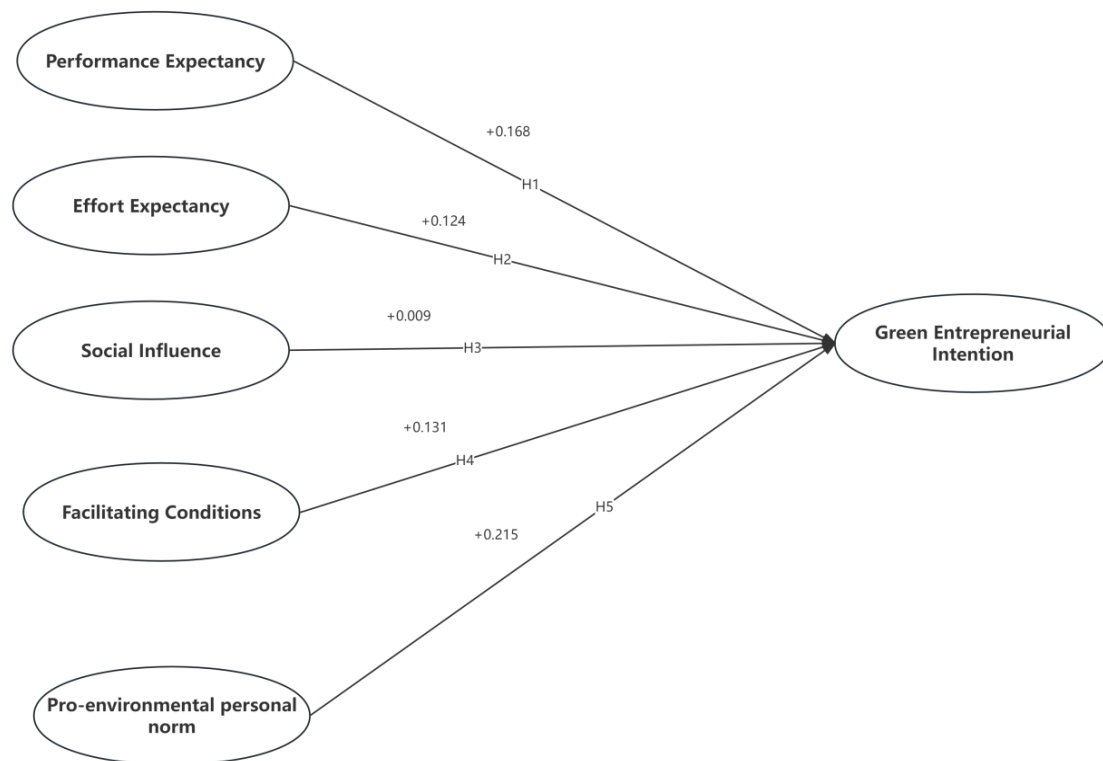 Performance Expectancy
+0.168
H1
Effort Expectancy
+0.124
H2
Social Influence
+0.009
H3
Green Entrepreneurial
Intention
Facilitating Conditions
+0.131
H4
H5
+0.215
Pro-environmental personal
norm